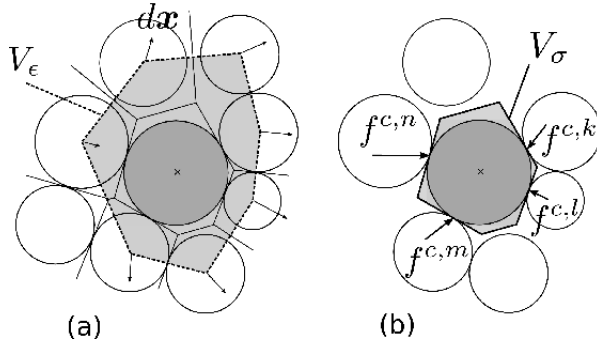 dx
V_ε
(a)
V_σ
f^{c,n}
f^{c,k}
f^{c,l}
f^{c,m}
(b)